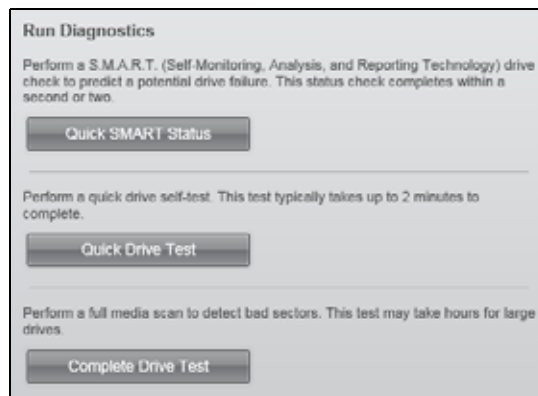 Run Diagnostics
Perform a S.M.A.R.T. (Self-Monitoring, Analysis, and Reporting Technology) drive
check to predict a potential drive failure. This status check completes within a
second or two.
Quick SMART Status
Perform a quick drive self-test. This test typically takes up to 2 minutes to
complete.
Quick Drive Test
Perform a full media scan to detect bad sectors. This test may take hours for large
drives.
Complete Drive Test